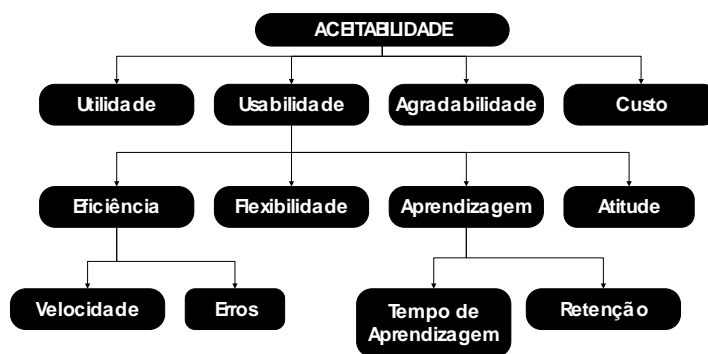 ACEITABILIDADE
Utilidade
Usabilidade
Agradabilidade
Custo
Eficiência
Flexibilidade
Aprendizagem
Atitude
Velocidade
Erros
Tempo de
Aprendizagem
Retenção